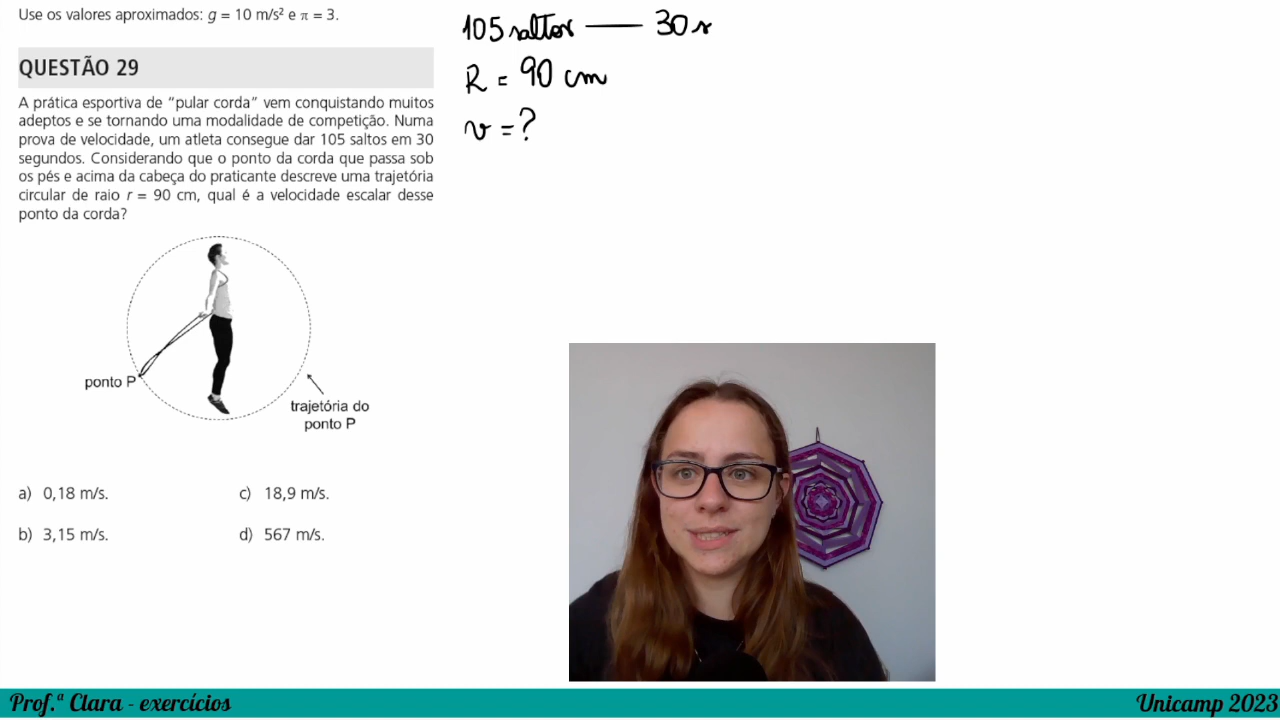 Use os valores aproximados: g = 10 m/s² e π = 3.
QUESTÃO 29
A prática esportiva de “pular corda” vem conquistando muitos
adeptos e se tornando uma modalidade de competição. Numa
prova de velocidade, um atleta consegue dar 105 saltos em 30
segundos. Considerando que o ponto da corda que passa sob
os pés e acima da cabeça do praticante descreve uma trajetória
circular de raio r = 90 cm, qual é a velocidade escalar desse
ponto da corda?
ponto P
trajetória do
ponto P
a) 0,18 m/s.
c) 18,9 m/s.
b) 3,15 m/s.
d) 567 m/s.
105 saltos — 30 s
R = 90 cm
v = ?
Prof.ª Clara - exercícios
Unicamp 2023